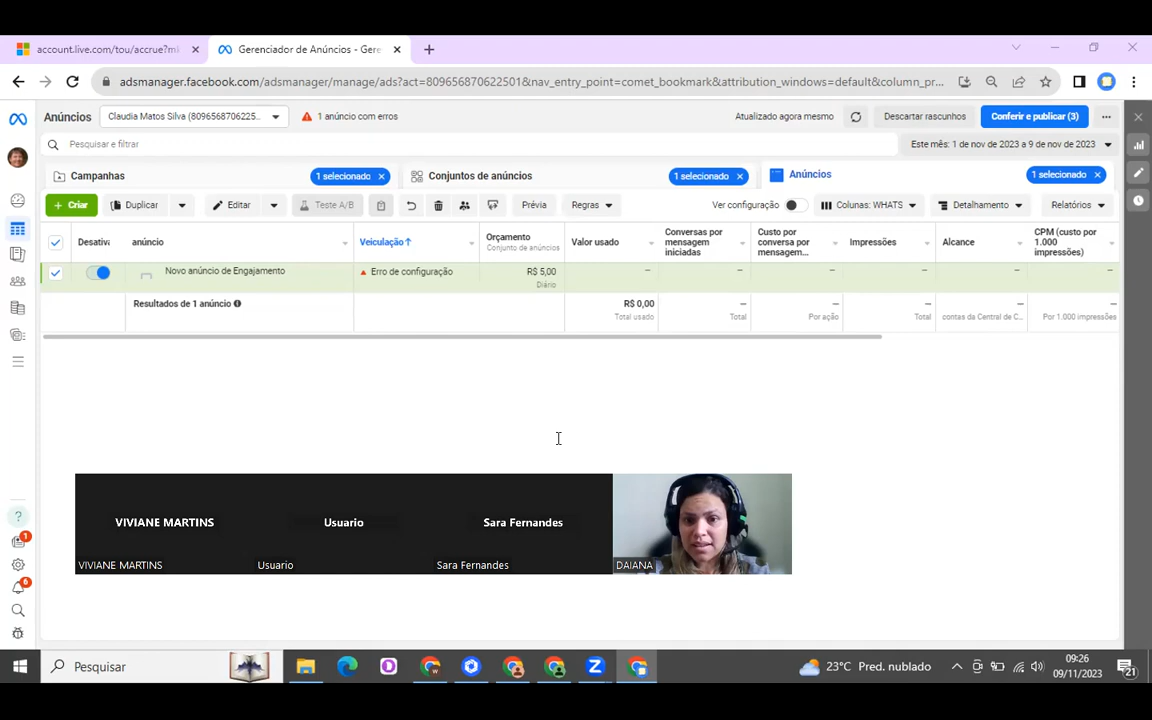 account.live.com/tou/accrue?mk
Gerenciador de Anúncios - Gere
adsmanager.facebook.com/adsmanager/manage/ads?act=809656870622501&nav_entry_point=comet_bookmark&attribution_windows=default&column_pr...
Anúncios
Claudia Matos Silva (8096568706225...
1 anúncio com erros
Atualizado agora mesmo
Descartar rascunhos
Conferir e publicar (3)
Pesquisar e filtrar
Este mês: 1 de nov de 2023 a 9 de nov de 2023
Campanhas
1 selecionado
Conjuntos de anúncios
1 selecionado
Anúncios
1 selecionado
+ Criar
Duplicar
Editar
Teste A/B
Prévia
Regras
Ver configuração
Colunas: WHATS
Detalhamento
Relatórios
Desativa
anúncio
Veiculação↑
Orçamento
Conjunto de anúncios
Valor usado
Conversas por
mensagem
iniciadas
Custo por
conversa por
mensagem...
Impressões
Alcance
CPM (custo por
1.000
impressões)
Novo anúncio de Engajamento
Erro de configuração
R$ 5,00
Diário
–
–
–
–
–
–
Resultados de 1 anúncio
R$ 0,00
Total usado
–
Total
–
Por ação
–
Total
–
contas da Central de C...
–
Por 1.000 impressões
VIVIANE MARTINS
Usuario
Sara Fernandes
VIVIANE MARTINS
Usuario
Sara Fernandes
DAIANA
1
6
Pesquisar
23°C Pred. nublado
09:26
09/11/2023
21